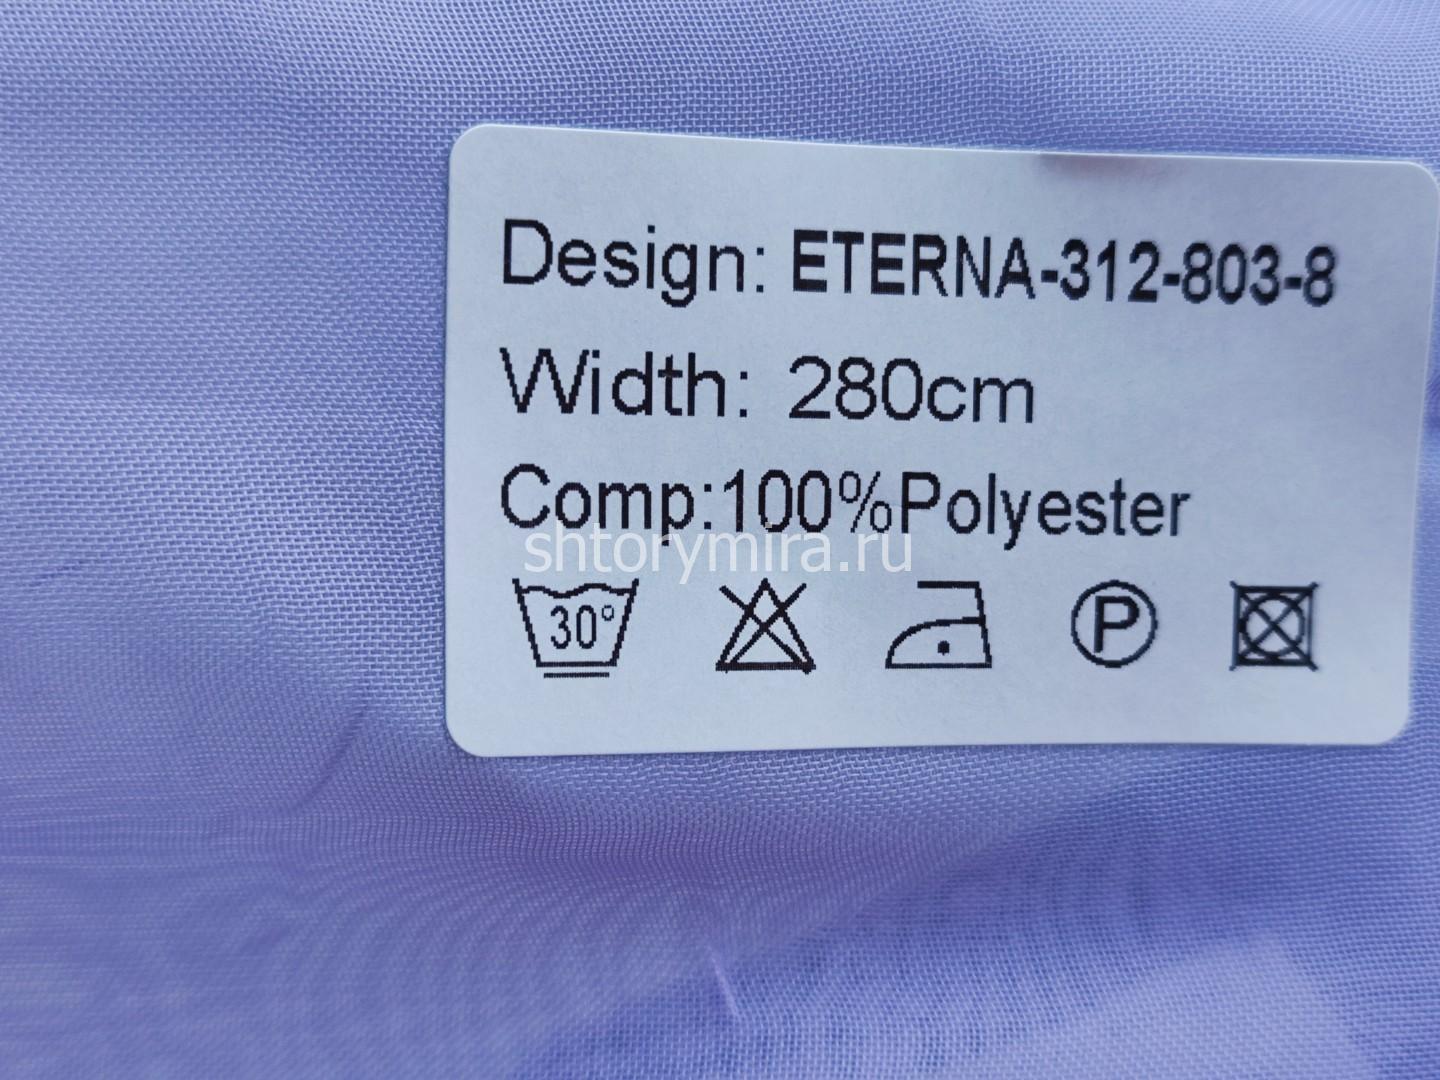 Design: ETERNA-312-803-8
Width: 280cm
Comp:100%Polyester
shtorymira.ru
30°
P